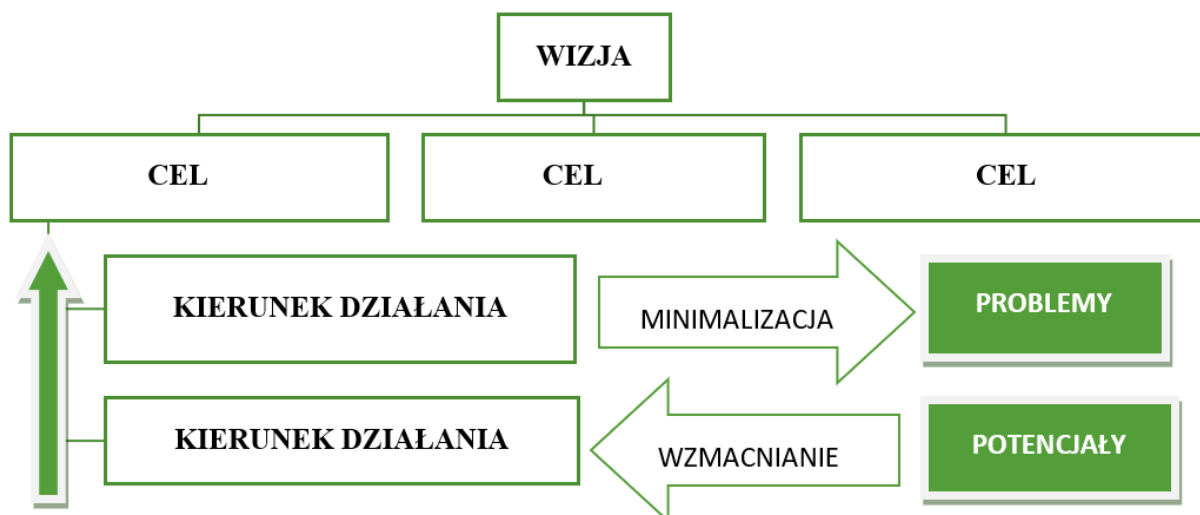 WIZJA
CEL
CEL
CEL
KIERUNEK DZIAŁANIA
MINIMALIZACJA
PROBLEMY
KIERUNEK DZIAŁANIA
WZMACNIANIE
POTENCJAŁY